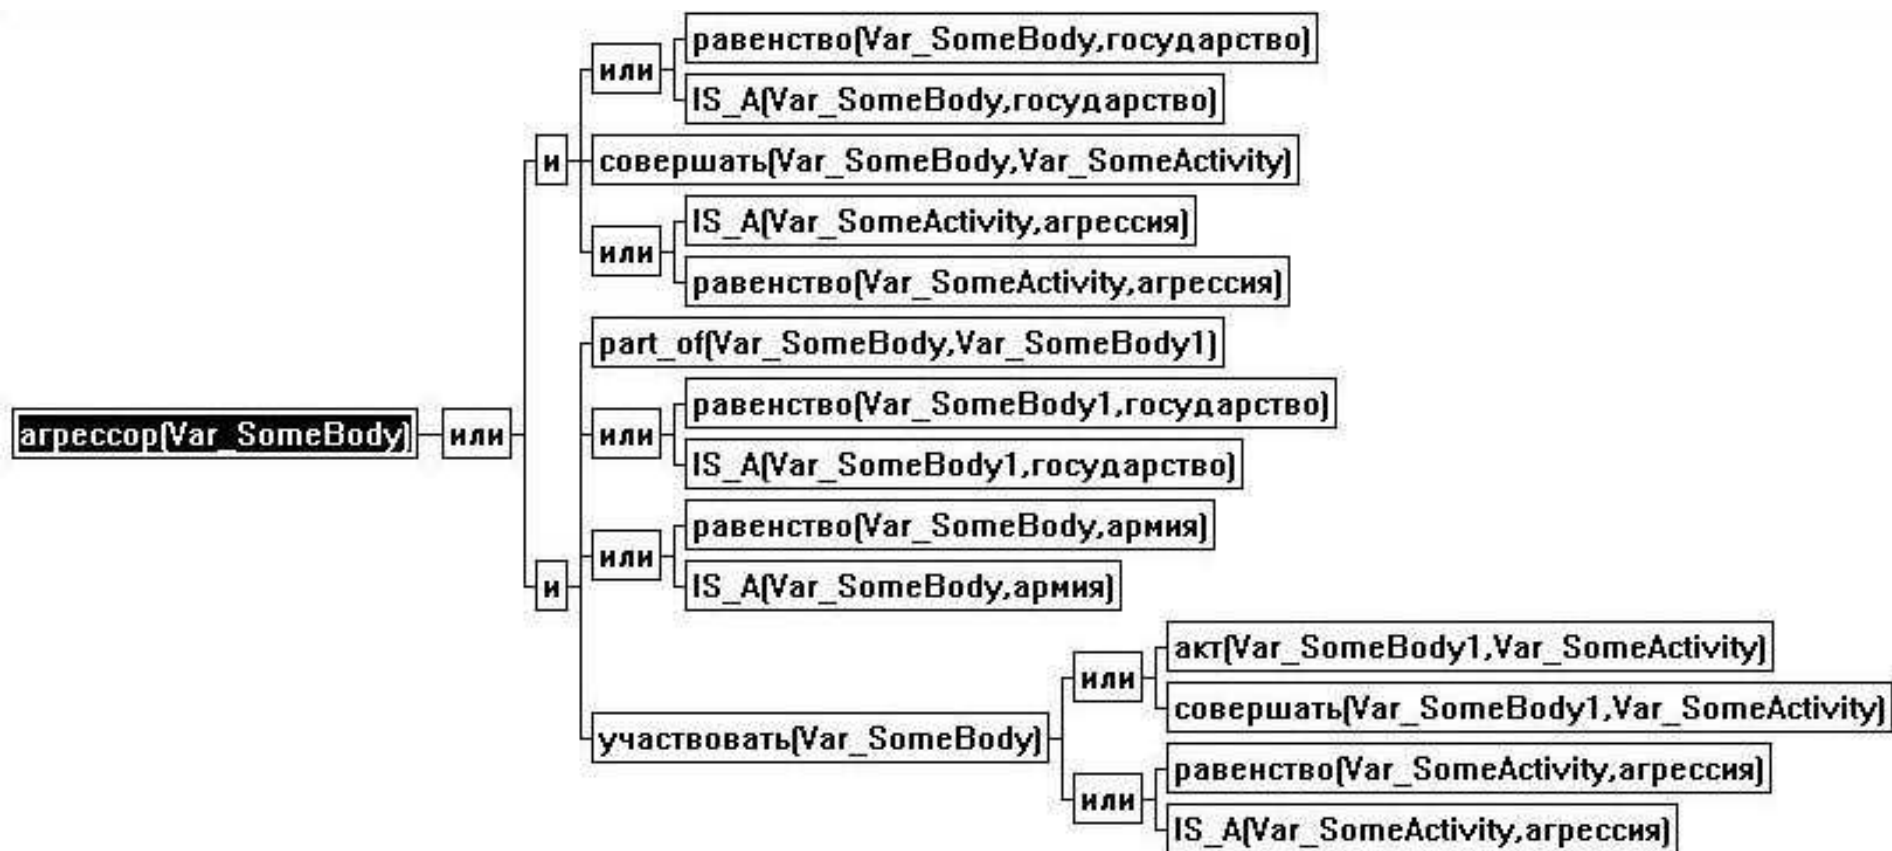 равенство(Var_SomeBody,государство)
или
IS_A(Var_SomeBody,государство)
и
совершать(Var_SomeBody,Var_SomeActivity)
IS_A(Var_SomeActivity,агрессия)
или
равенство(Var_SomeActivity,агрессия)
part_of(Var_SomeBody,Var_SomeBody1)
равенство(Var_SomeBody1,государство)
агрессор(Var_SomeBody)
или
или
IS_A(Var_SomeBody1,государство)
равенство(Var_SomeBody,армия)
или
IS_A(Var_SomeBody,армия)
и
акт(Var_SomeBody1,Var_SomeActivity)
или
совершать(Var_SomeBody1,Var_SomeActivity)
участвовать(Var_SomeBody)
равенство(Var_SomeActivity,агрессия)
или
IS_A(Var_SomeActivity,агрессия)